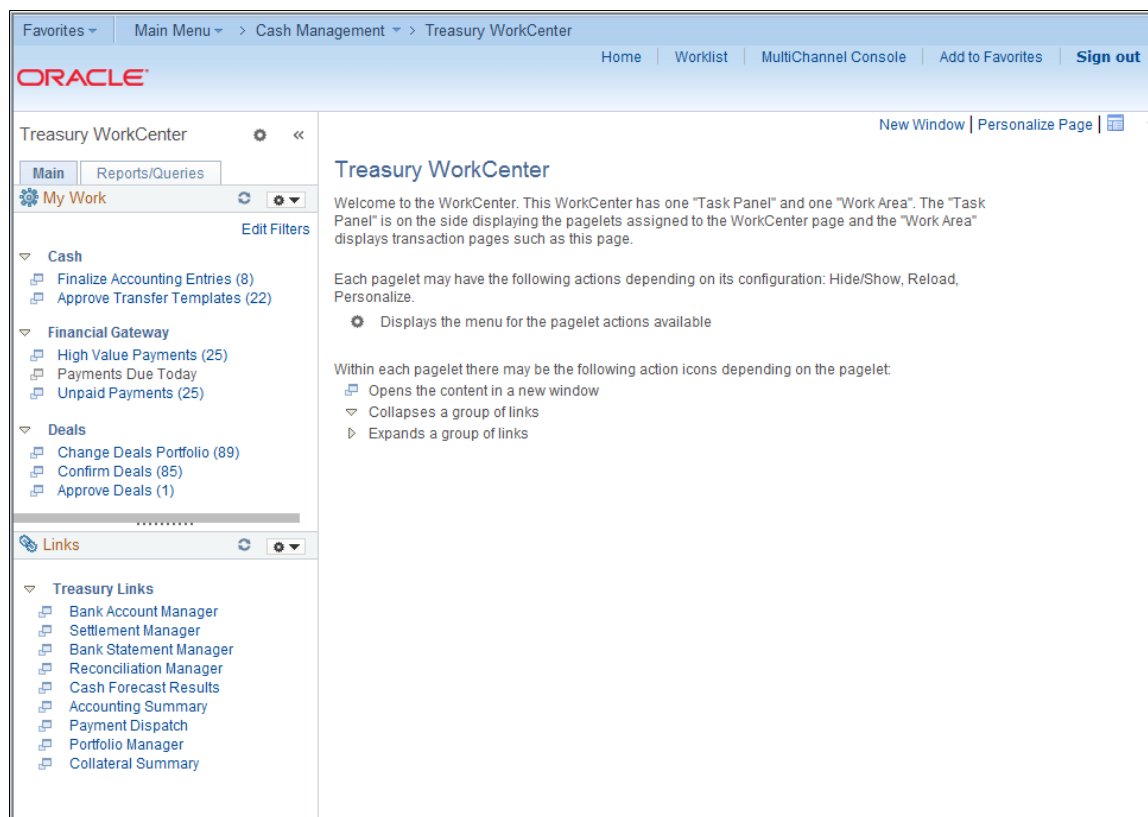 Favorites Main Menu > Cash Management > Treasury WorkCenter
Home Worklist MultiChannel Console Add to Favorites Sign out
ORACLE
New Window | Personalize Page |
Treasury WorkCenter
Main Reports/Queries
My Work
Edit Filters
Cash
Finalize Accounting Entries (8)
Approve Transfer Templates (22)
Financial Gateway
High Value Payments (25)
Payments Due Today
Unpaid Payments (25)
Deals
Change Deals Portfolio (89)
Confirm Deals (85)
Approve Deals (1)
Links
Treasury Links
Bank Account Manager
Settlement Manager
Bank Statement Manager
Reconciliation Manager
Cash Forecast Results
Accounting Summary
Payment Dispatch
Portfolio Manager
Collateral Summary
Treasury WorkCenter
Welcome to the WorkCenter. This WorkCenter has one "Task Panel" and one "Work Area". The "Task
Panel" is on the side displaying the pagelets assigned to the WorkCenter page and the "Work Area"
displays transaction pages such as this page.
Each pagelet may have the following actions depending on its configuration: Hide/Show, Reload,
Personalize.
Displays the menu for the pagelet actions available
Within each pagelet there may be the following action icons depending on the pagelet:
Opens the content in a new window
Collapses a group of links
Expands a group of links